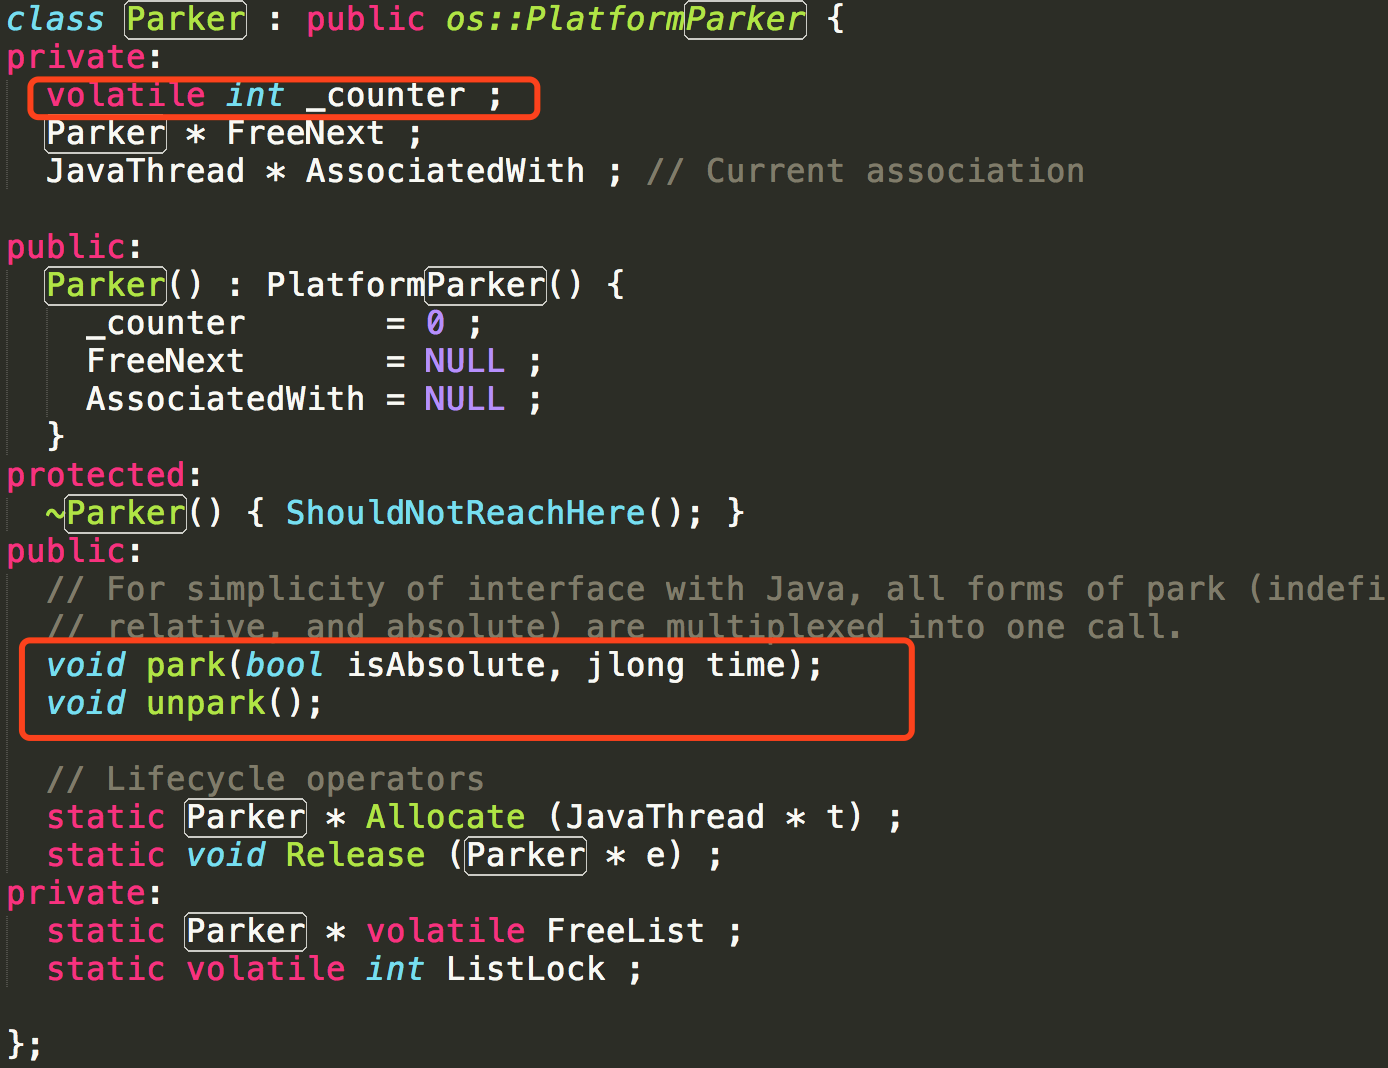 class Parker : public os::PlatformParker {
private:
  volatile int _counter ;
  Parker * FreeNext ;
  JavaThread * AssociatedWith ; // Current association

public:
  Parker() : PlatformParker() {
    _counter       = 0 ;
    FreeNext       = NULL ;
    AssociatedWith = NULL ;
  }
protected:
  ~Parker() { ShouldNotReachHere(); }
public:
  // For simplicity of interface with Java, all forms of park (indefi
  // relative, and absolute) are multiplexed into one call.
  void park(bool isAbsolute, jlong time);
  void unpark();

  // Lifecycle operators
  static Parker * Allocate (JavaThread * t) ;
  static void Release (Parker * e) ;
private:
  static Parker * volatile FreeList ;
  static volatile int ListLock ;

};